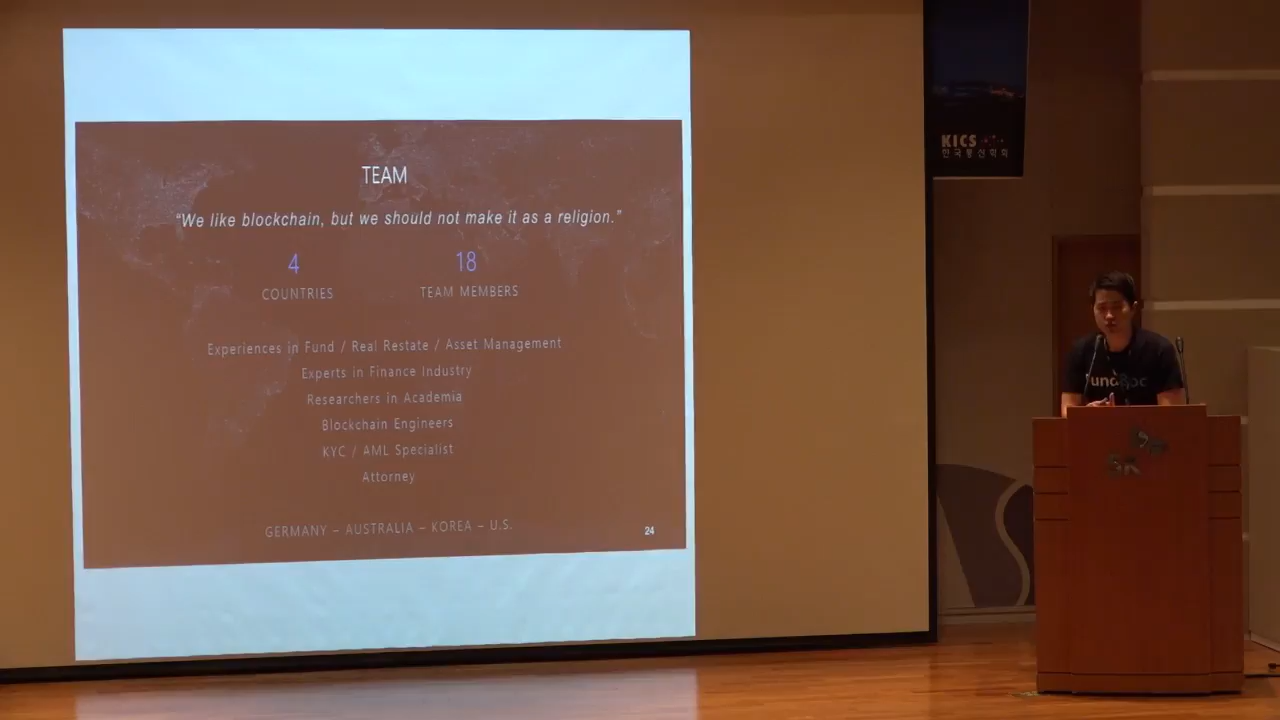 TEAM
“We like blockchain, but we should not make it as a religion.”
4
18
COUNTRIES
TEAM MEMBERS
Experiences in Fund / Real Restate / Asset Management
Experts in Finance Industry
Researchers in Academia
Blockchain Engineers
KYC / AML Specialist
Attorney
GERMANY – AUSTRALIA – KOREA – U.S.
24
KICS
한국통신학회